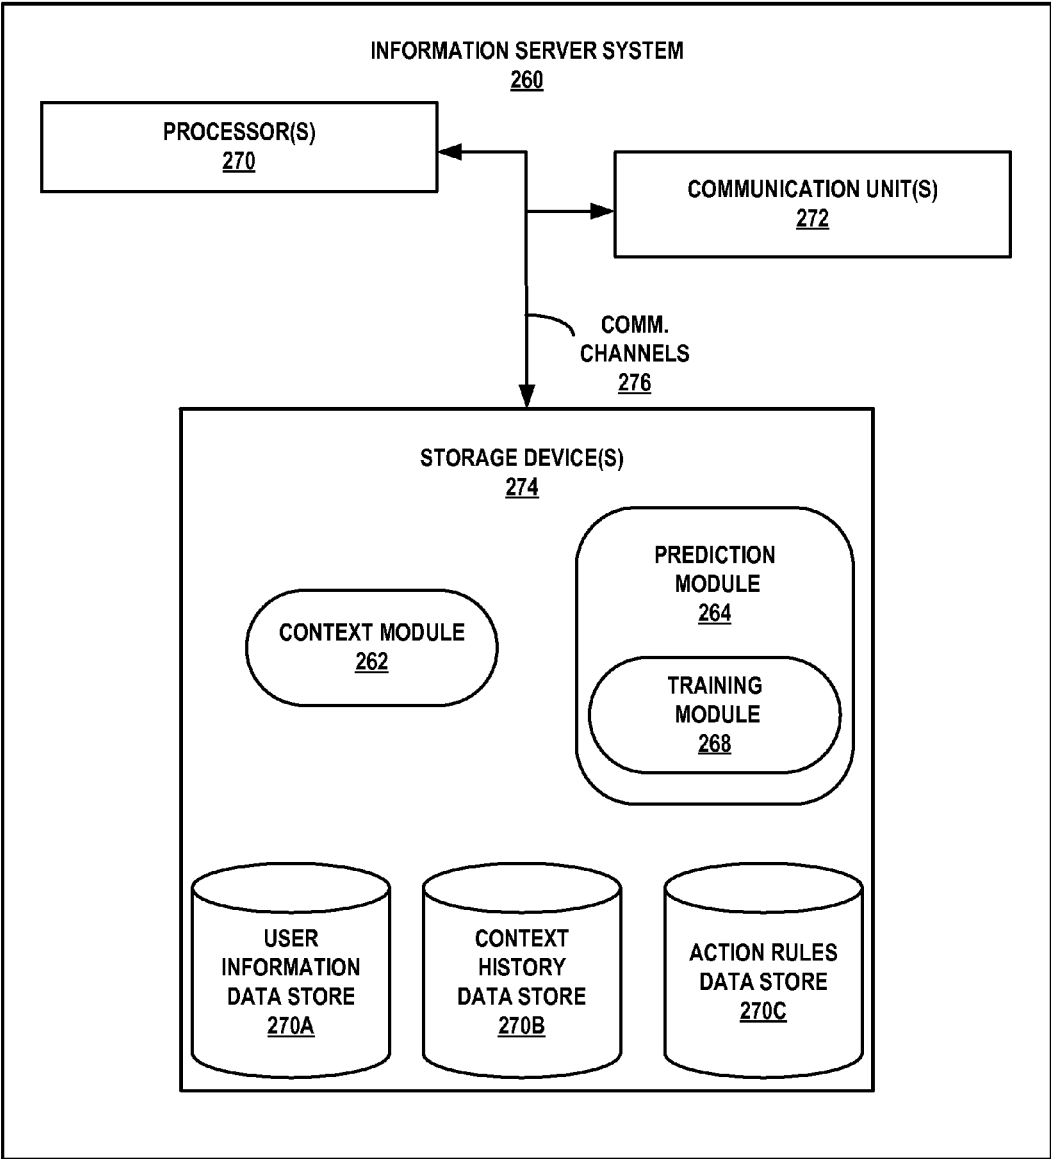 INFORMATION SERVER SYSTEM
260
PROCESSOR(S)
270
COMMUNICATION UNIT(S)
272
COMM.
CHANNELS
276
STORAGE DEVICE(S)
274
PREDICTION
MODULE
264
CONTEXT MODULE
262
TRAINING
MODULE
268
USER
INFORMATION
DATA STORE
270A
CONTEXT
HISTORY
DATA STORE
270B
ACTION RULES
DATA STORE
270C